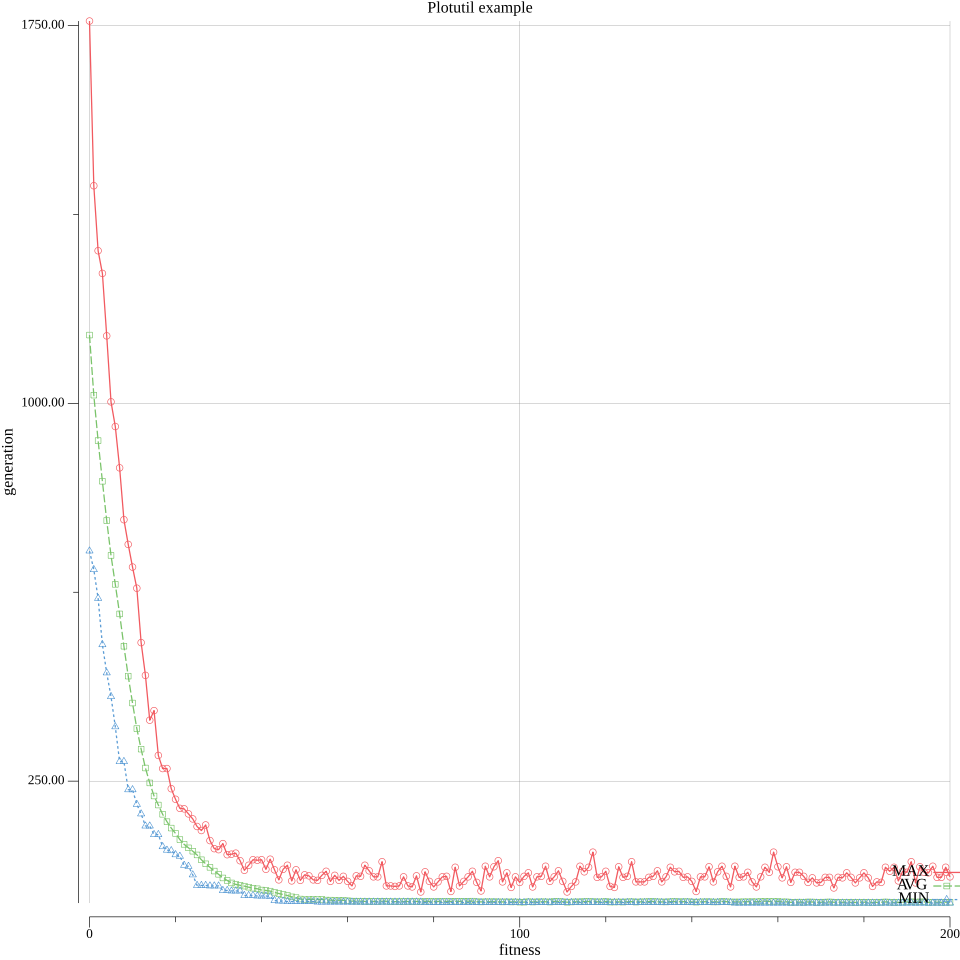 Plotutil example
1750.00
1000.00
generation
250.00
MAX
AVG
MIN
0
100
200
fitness